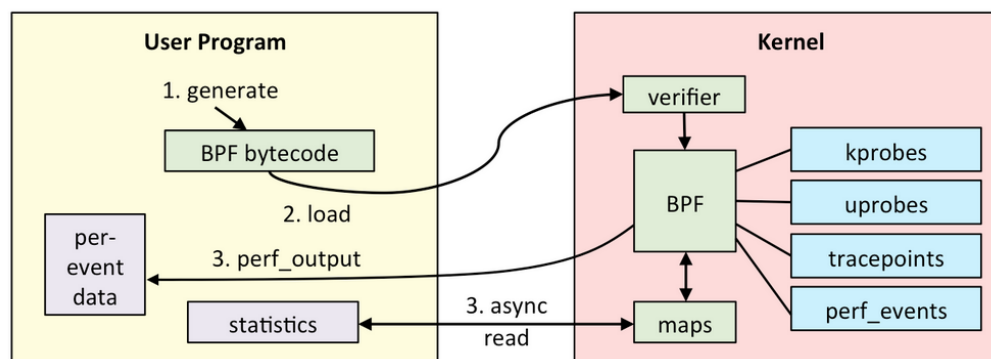 User Program
1. generate
BPF bytecode
2. load
per-
event
data
3. perf_output
statistics
3. async
read
Kernel
verifier
BPF
maps
kprobes
uprobes
tracepoints
perf_events